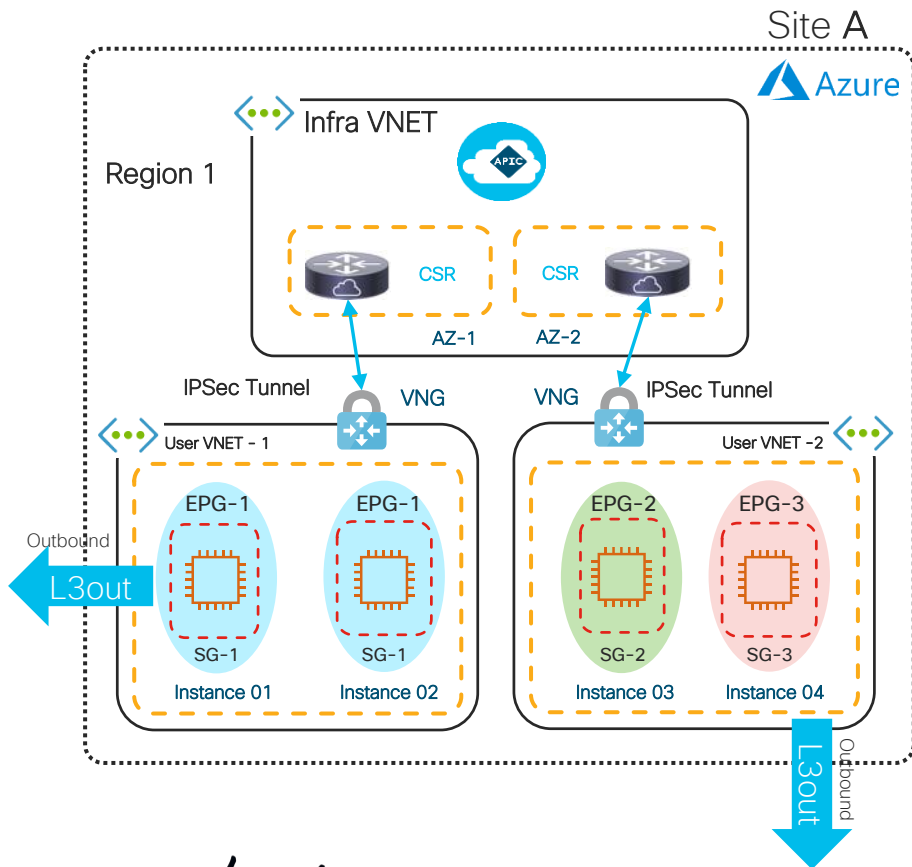 Site A
Azure
Infra VNET
APIC
Region 1
CSR
CSR
AZ-1
AZ-2
IPSec Tunnel
VNG
VNG
IPSec Tunnel
User VNET - 1
User VNET -2
EPG-1
EPG-1
EPG-2
EPG-3
Outbound
L3out
SG-1
SG-1
SG-2
SG-3
Instance 01
Instance 02
Instance 03
Instance 04
Outbound
L3out